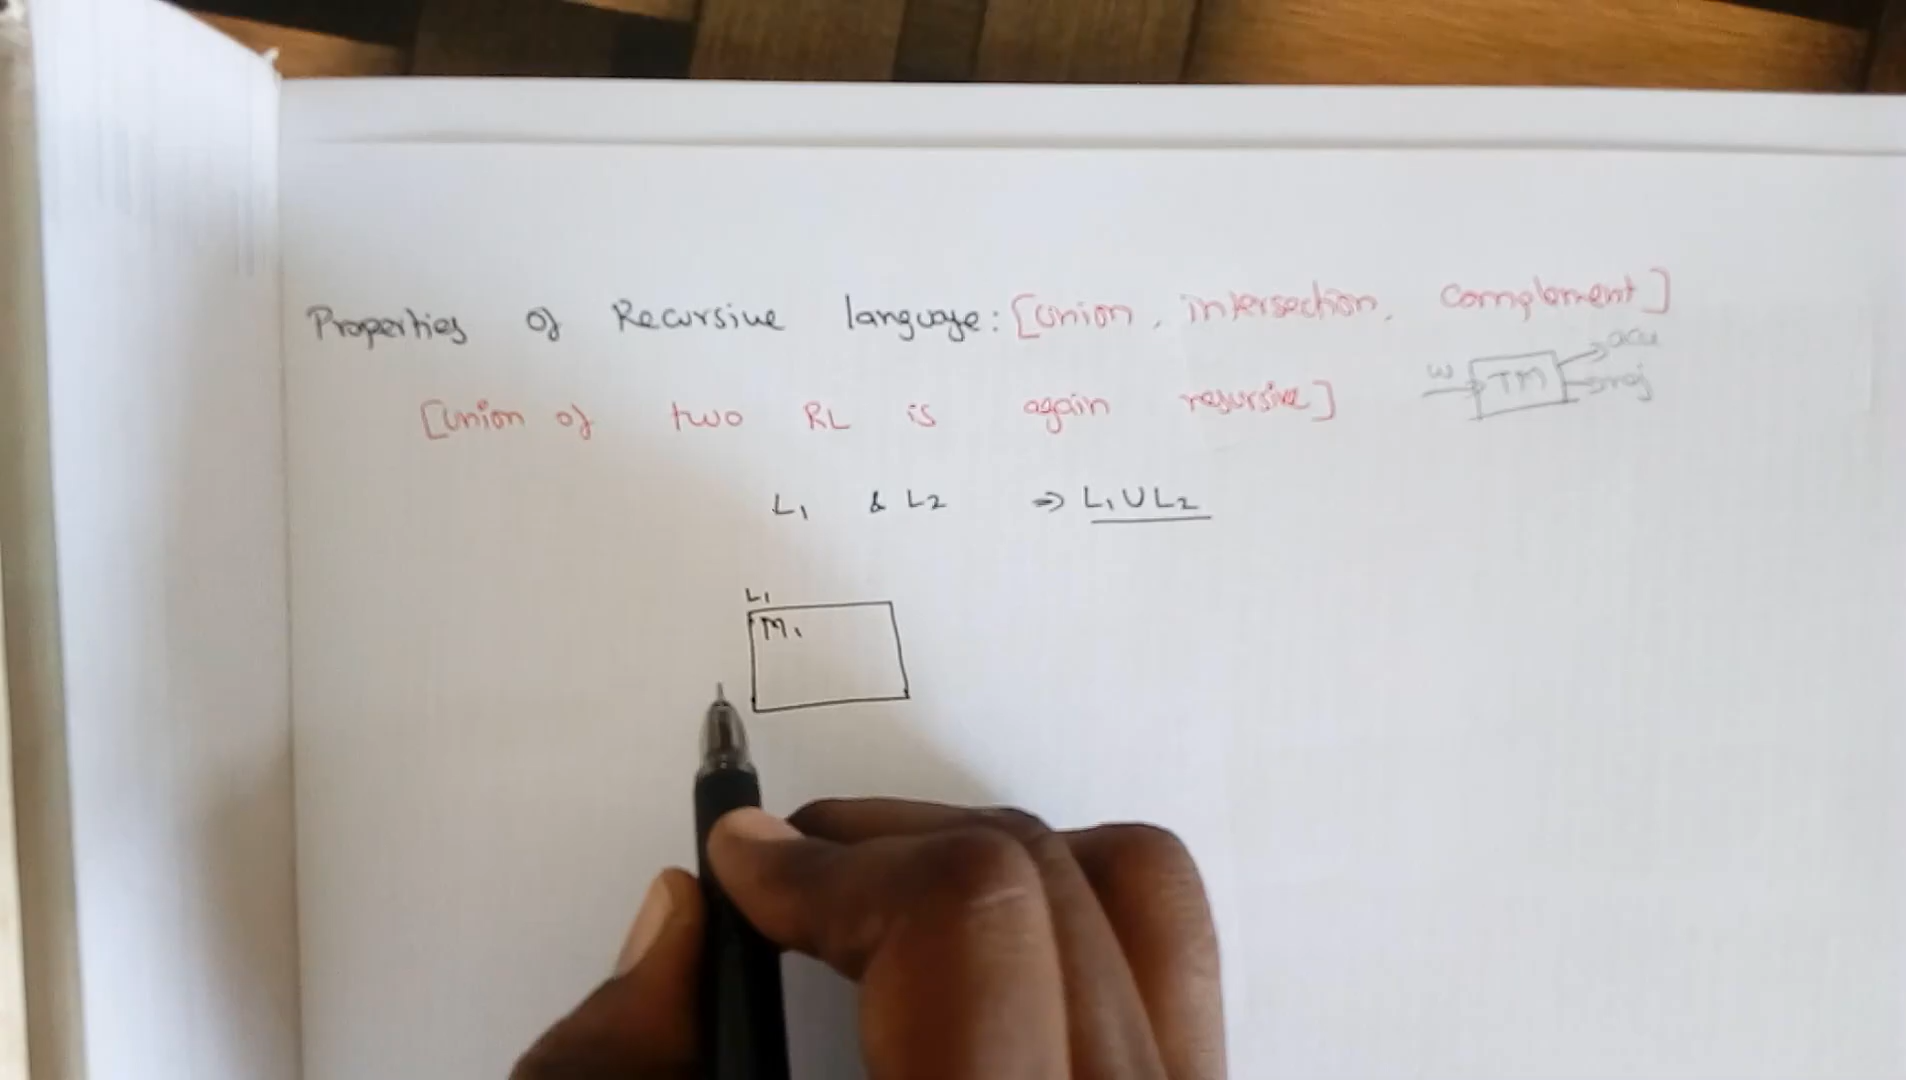 Properties of Recursive language: [Union, intersection, complement]
[Union of two RL is again recursive]
w TM acc rej
L1 & L2 ⇒ L1 U L2
L1
M1